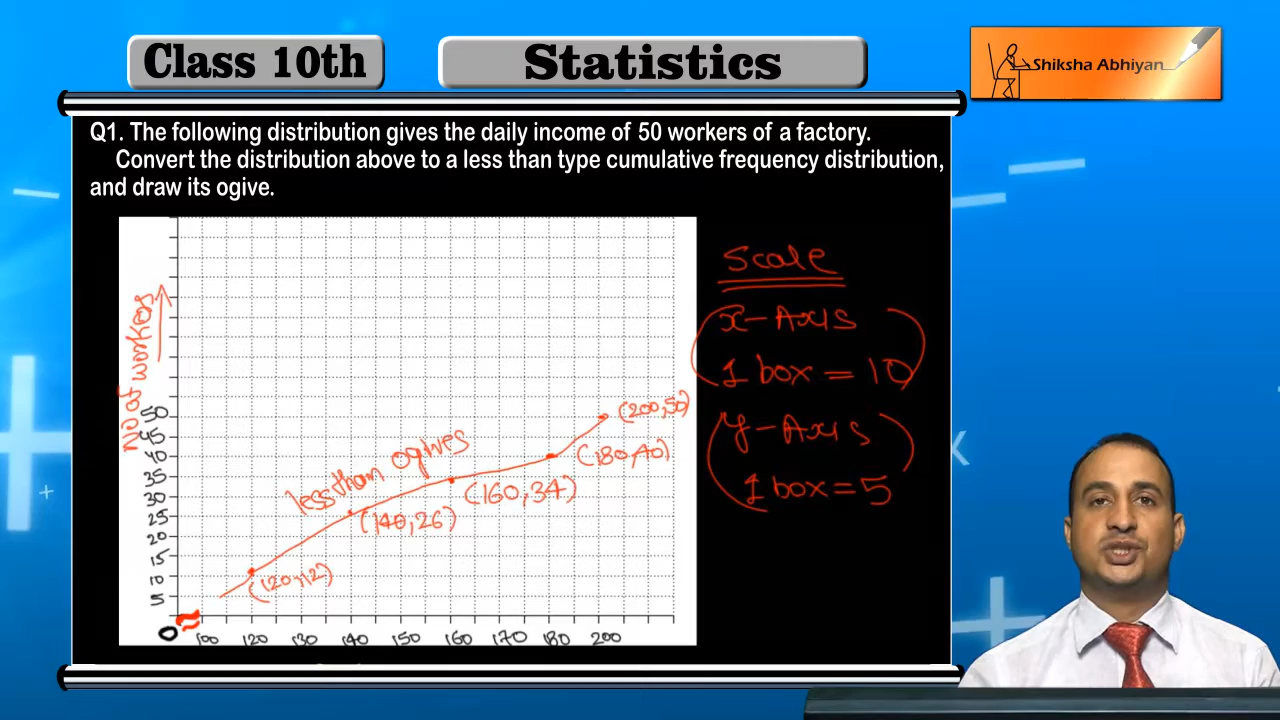 Class 10th
Statistics
Shiksha Abhiyan
Q1. The following distribution gives the daily income of 50 workers of a factory.
Convert the distribution above to a less than type cumulative frequency distribution,
and draw its ogive.
Scale
x-Axis
1 box = 10
y-Axis
1 box = 5
No of workers
50
45
40
35
30
25
20
15
10
5
0
less than ogives
(200,50)
(180,40)
(160,34)
(140,26)
(120,12)
100 120 130 140 150 160 170 180 200
x